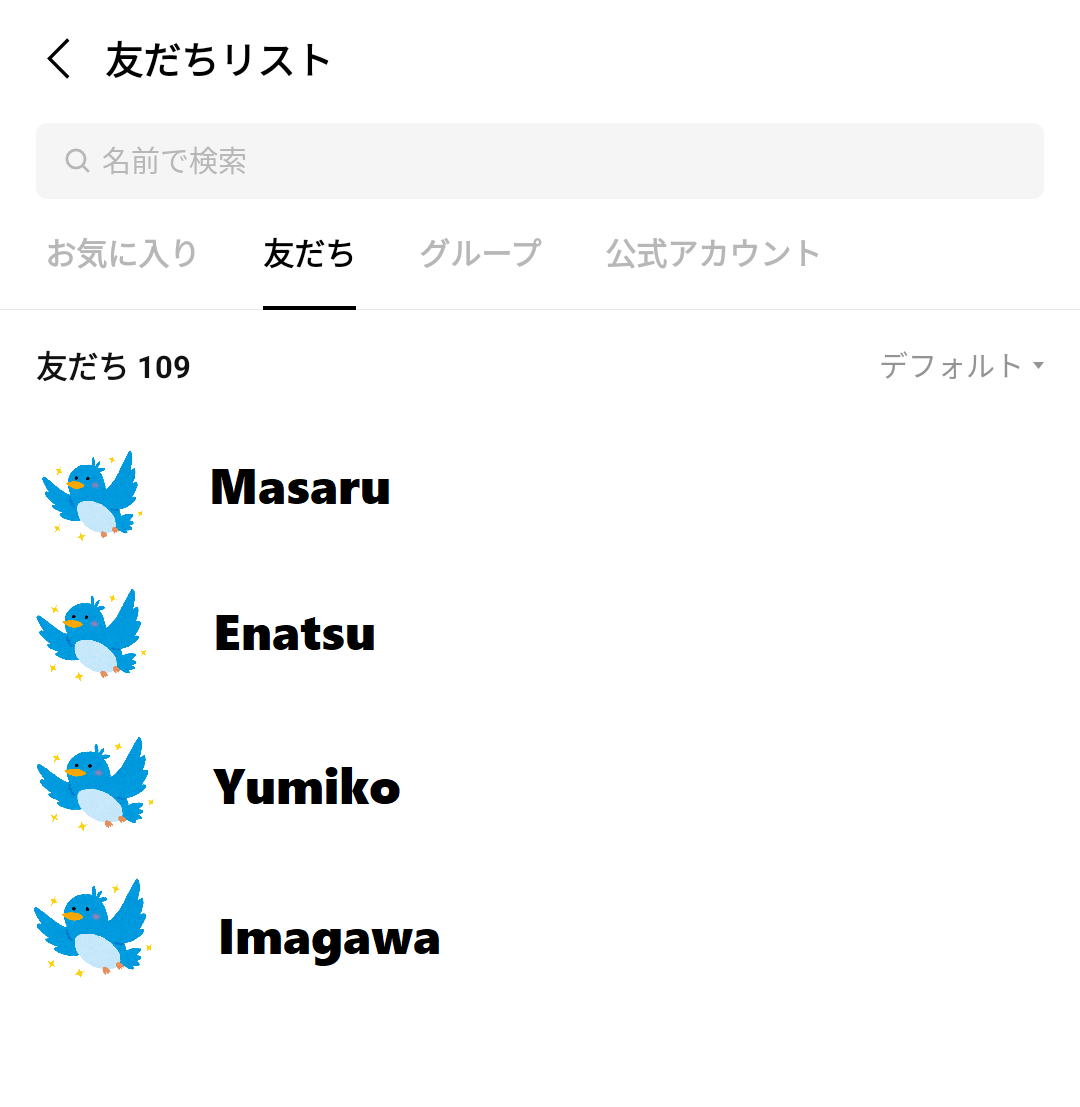 友だちリスト
名前で検索
お気に入り 友だち グループ 公式アカウント
友だち 109 デフォルト
Masaru
Enatsu
Yumiko
Imagawa